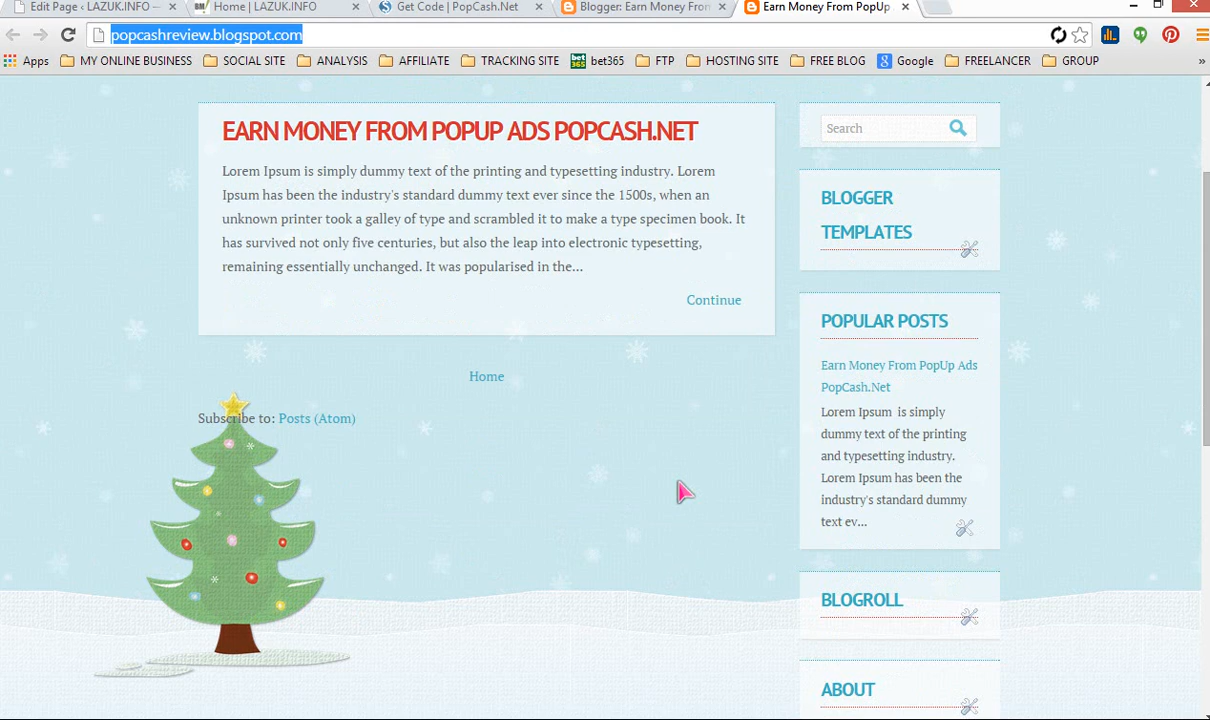 Edit Page ‹ LAZUK.INFO —
Home | LAZUK.INFO
Get Code | PopCash.Net
Blogger: Earn Money From
Earn Money From PopUp
popcashreview.blogspot.com
Apps MY ONLINE BUSINESS SOCIAL SITE ANALYSIS AFFILIATE TRACKING SITE bet365 bet365 FTP HOSTING SITE FREE BLOG Google FREELANCER GROUP »
EARN MONEY FROM POPUP ADS POPCASH.NET
Lorem Ipsum is simply dummy text of the printing and typesetting industry. Lorem
Ipsum has been the industry's standard dummy text ever since the 1500s, when an
unknown printer took a galley of type and scrambled it to make a type specimen book. It
has survived not only five centuries, but also the leap into electronic typesetting,
remaining essentially unchanged. It was popularised in the...
Continue
Home
Subscribe to: Posts (Atom)
Search
BLOGGER
TEMPLATES
POPULAR POSTS
Earn Money From PopUp Ads
PopCash.Net
Lorem Ipsum is simply
dummy text of the printing
and typesetting industry.
Lorem Ipsum has been the
industry's standard dummy
text ev...
BLOGROLL
ABOUT